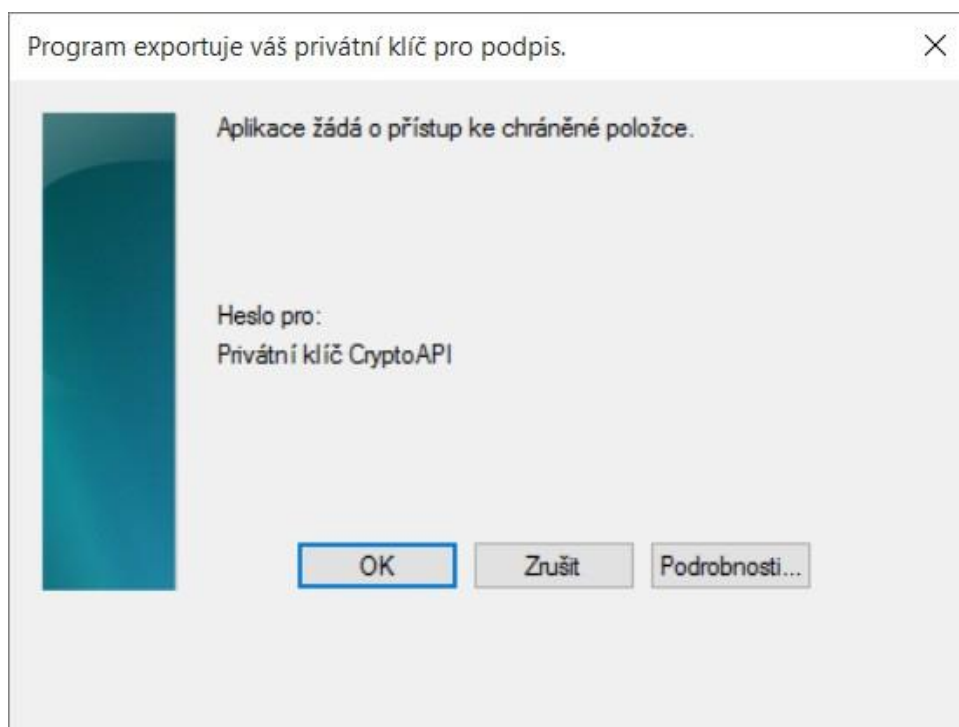 Program exportuje váš privátní klíč pro podpis.
Aplikace žádá o přístup ke chráněné položce.
Heslo pro:
Privátní klíč CryptoAPI
OK
Zrušit
Podrobnosti...